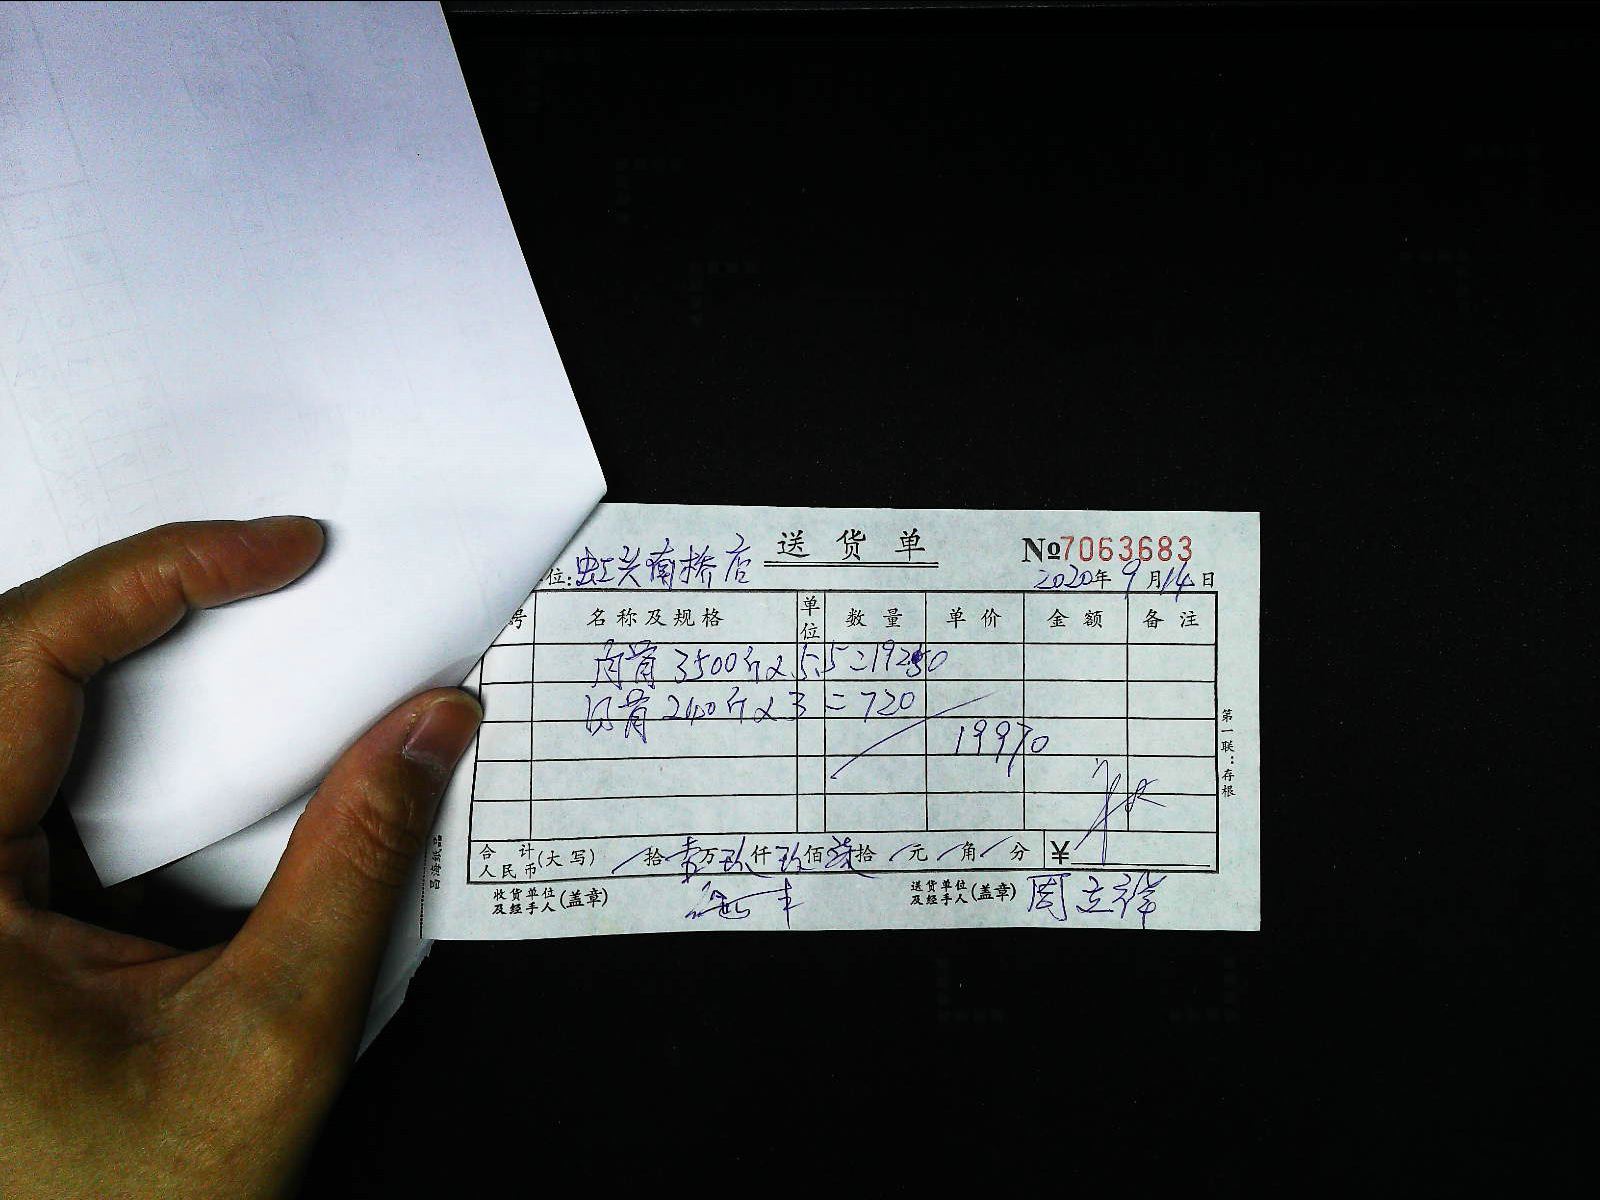 送货单 №7063683
位: 虹兴南桥店 2020年9月14日
名称及规格 单位 数量 单价 金额 备注
肉骨 3500斤×5.5=19250
汤骨 240斤×3=720
19970
合计人民币(大写) 拾壹万玖仟玖佰柒拾 元 角 分 ¥
收货单位及经手人(盖章) 送货单位及经手人(盖章) 周立祥
第一联:存根